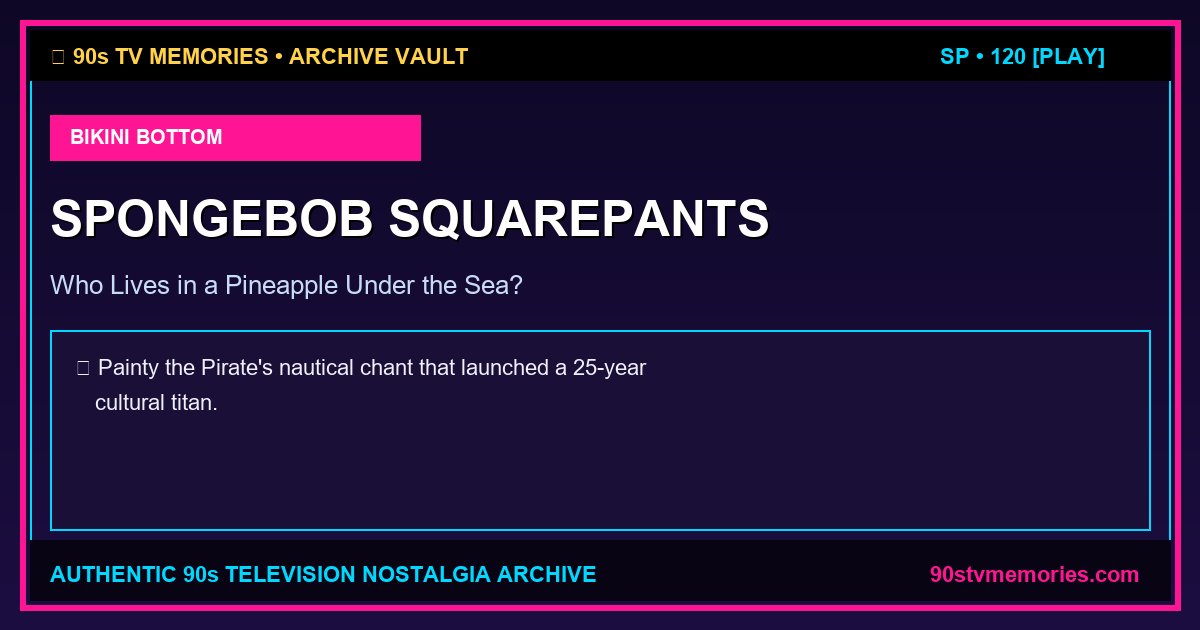 90s TV MEMORIES • ARCHIVE VAULT
SP • 120 [PLAY]
BIKINI BOTTOM
SPONGEBOB SQUAREPANTS
Who Lives in a Pineapple Under the Sea?
Painty the Pirate's nautical chant that launched a 25-year
cultural titan.
AUTHENTIC 90s TELEVISION NOSTALGIA ARCHIVE
90stvmemories.com